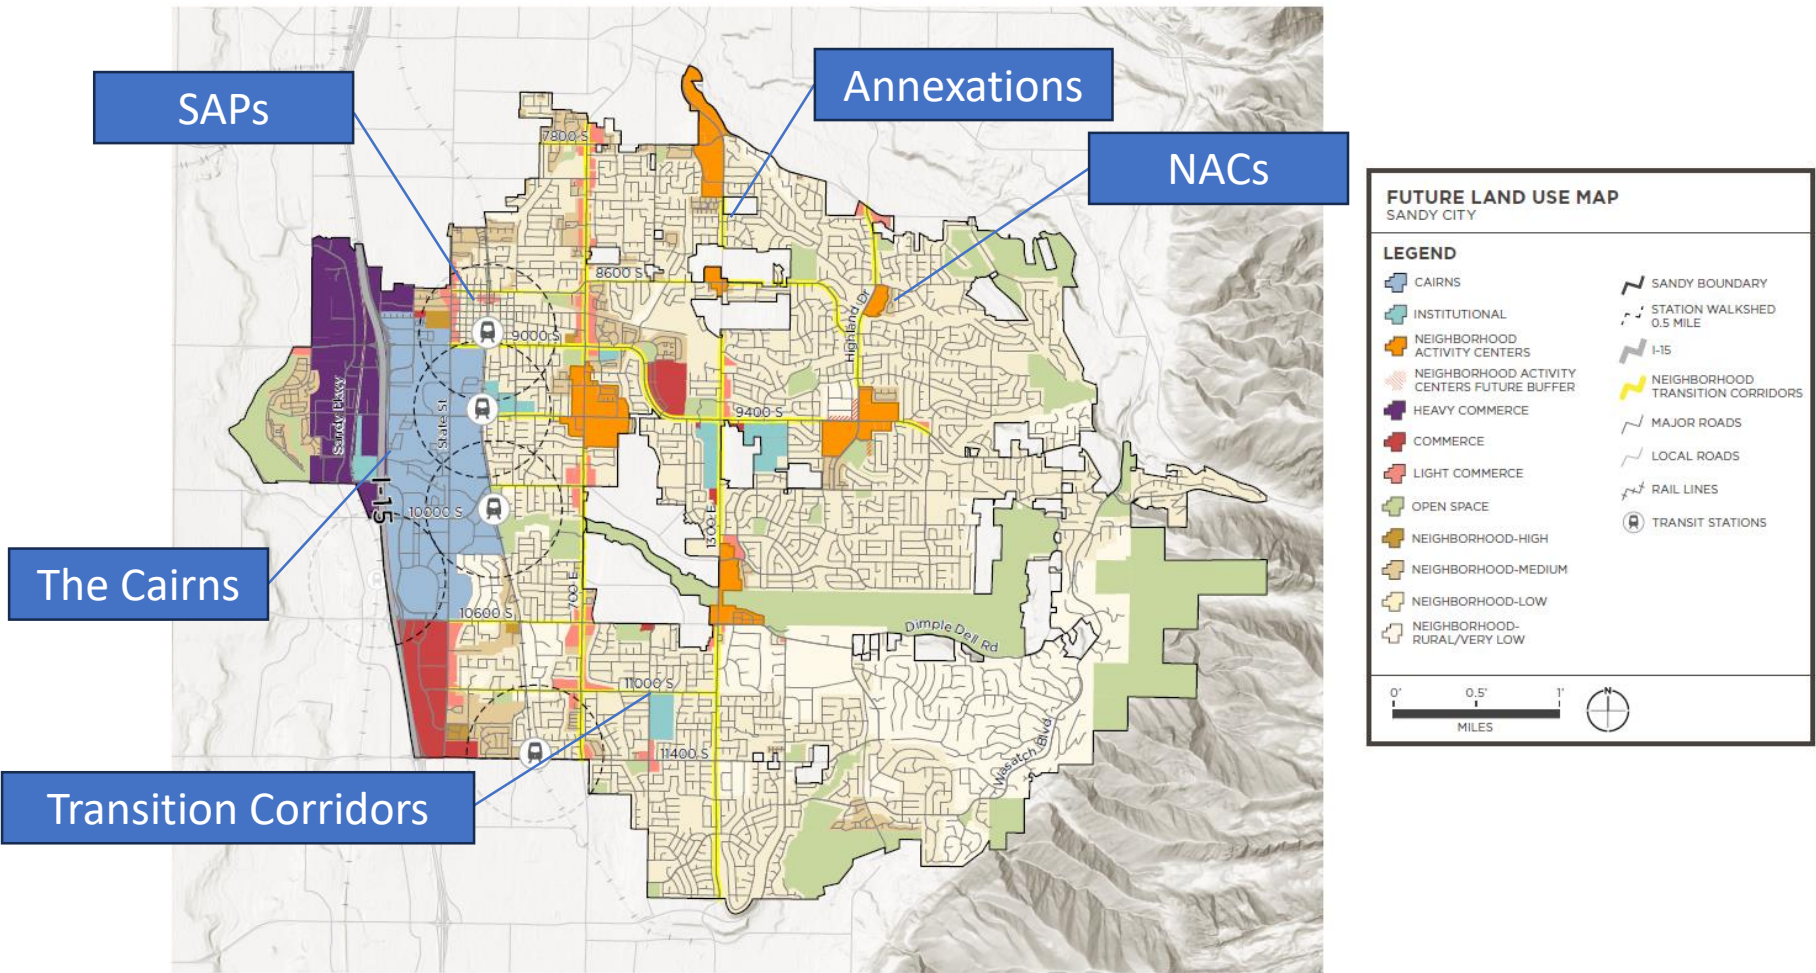 SAPs
Annexations
NACs
The Cairns
Transition Corridors
7800 S
8600 S
9000 S
Highland Dr
9400 S
Sandy Pkwy
State St
I-15
10000 S
1300 E
700 E
10600 S
Dimple Dell Rd
11000 S
11400 S
Wasatch Blvd
FUTURE LAND USE MAP
SANDY CITY
LEGEND
CAIRNS
INSTITUTIONAL
NEIGHBORHOOD
ACTIVITY CENTERS
NEIGHBORHOOD ACTIVITY
CENTERS FUTURE BUFFER
HEAVY COMMERCE
COMMERCE
LIGHT COMMERCE
OPEN SPACE
NEIGHBORHOOD-HIGH
NEIGHBORHOOD-MEDIUM
NEIGHBORHOOD-LOW
NEIGHBORHOOD-
RURAL/VERY LOW
SANDY BOUNDARY
STATION WALKSHED
0.5 MILE
I-15
NEIGHBORHOOD
TRANSITION CORRIDORS
MAJOR ROADS
LOCAL ROADS
RAIL LINES
TRANSIT STATIONS
0' 0.5' 1'
MILES
N